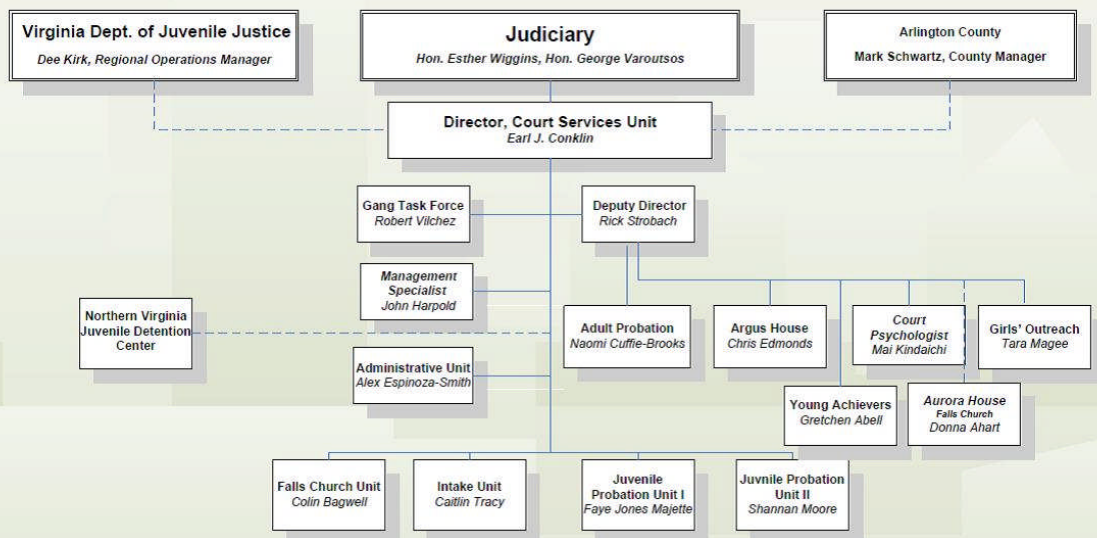 Virginia Dept. of Juvenile Justice
Dee Kirk, Regional Operations Manager
Judiciary
Hon. Esther Wiggins, Hon. George Varoutsos
Arlington County
Mark Schwartz, County Manager
Director, Court Services Unit
Earl J. Conklin
Gang Task Force
Robert Vilchez
Deputy Director
Rick Strobach
Management
Specialist
John Harpold
Northern Virginia
Juvenile Detention
Center
Adult Probation
Naomi Cuffie-Brooks
Argus House
Chris Edmonds
Court
Psychologist
Mai Kindaichi
Girls' Outreach
Tara Magee
Administrative Unit
Alex Espinoza-Smith
Young Achievers
Gretchen Abell
Aurora House
Falls Church
Donna Ahart
Falls Church Unit
Colin Bagwell
Intake Unit
Caitlin Tracy
Juvenile
Probation Unit I
Faye Jones Majette
Juvnile Probation
Unit II
Shannan Moore